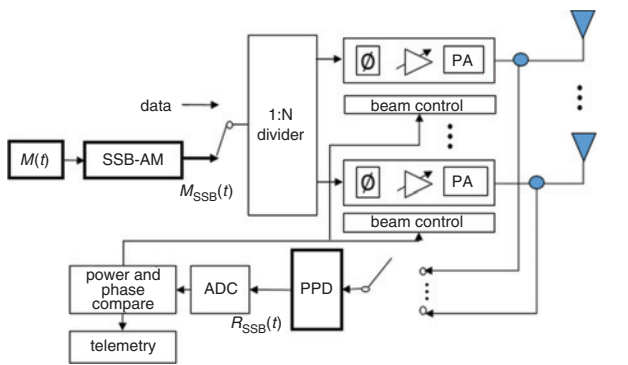 data
M(t)
SSB-AM
M_SSB(t)
1:N
divider
Ø
PA
beam control
Ø
PA
beam control
power and
phase
compare
ADC
PPD
R_SSB(t)
telemetry